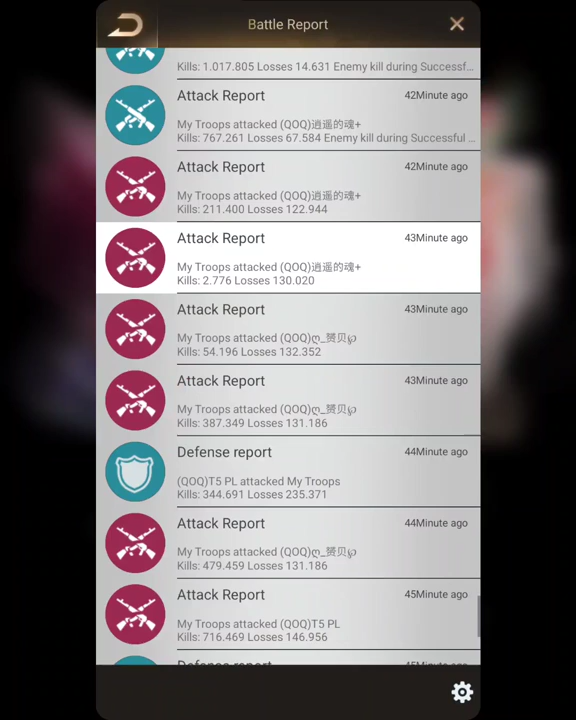 Battle Report
Kills: 1.017.805 Losses 14.631 Enemy kill during Successf...
Attack Report
42Minute ago
My Troops attacked (QOQ)逍遥的魂+
Kills: 767.261 Losses 67.584 Enemy kill during Successful ...
Attack Report
42Minute ago
My Troops attacked (QOQ)逍遥的魂+
Kills: 211.400 Losses 122.944
Attack Report
43Minute ago
My Troops attacked (QOQ)逍遥的魂+
Kills: 2.776 Losses 130.020
Attack Report
43Minute ago
My Troops attacked (QOQ)ღ_赞贝℘
Kills: 54.196 Losses 132.352
Attack Report
43Minute ago
My Troops attacked (QOQ)ღ_赞贝℘
Kills: 387.349 Losses 131.186
Defense report
44Minute ago
(QOQ)T5 PL attacked My Troops
Kills: 344.691 Losses 235.371
Attack Report
44Minute ago
My Troops attacked (QOQ)ღ_赞贝℘
Kills: 479.459 Losses 131.186
Attack Report
45Minute ago
My Troops attacked (QOQ)T5 PL
Kills: 716.469 Losses 146.956
Defense report
45Minute ago